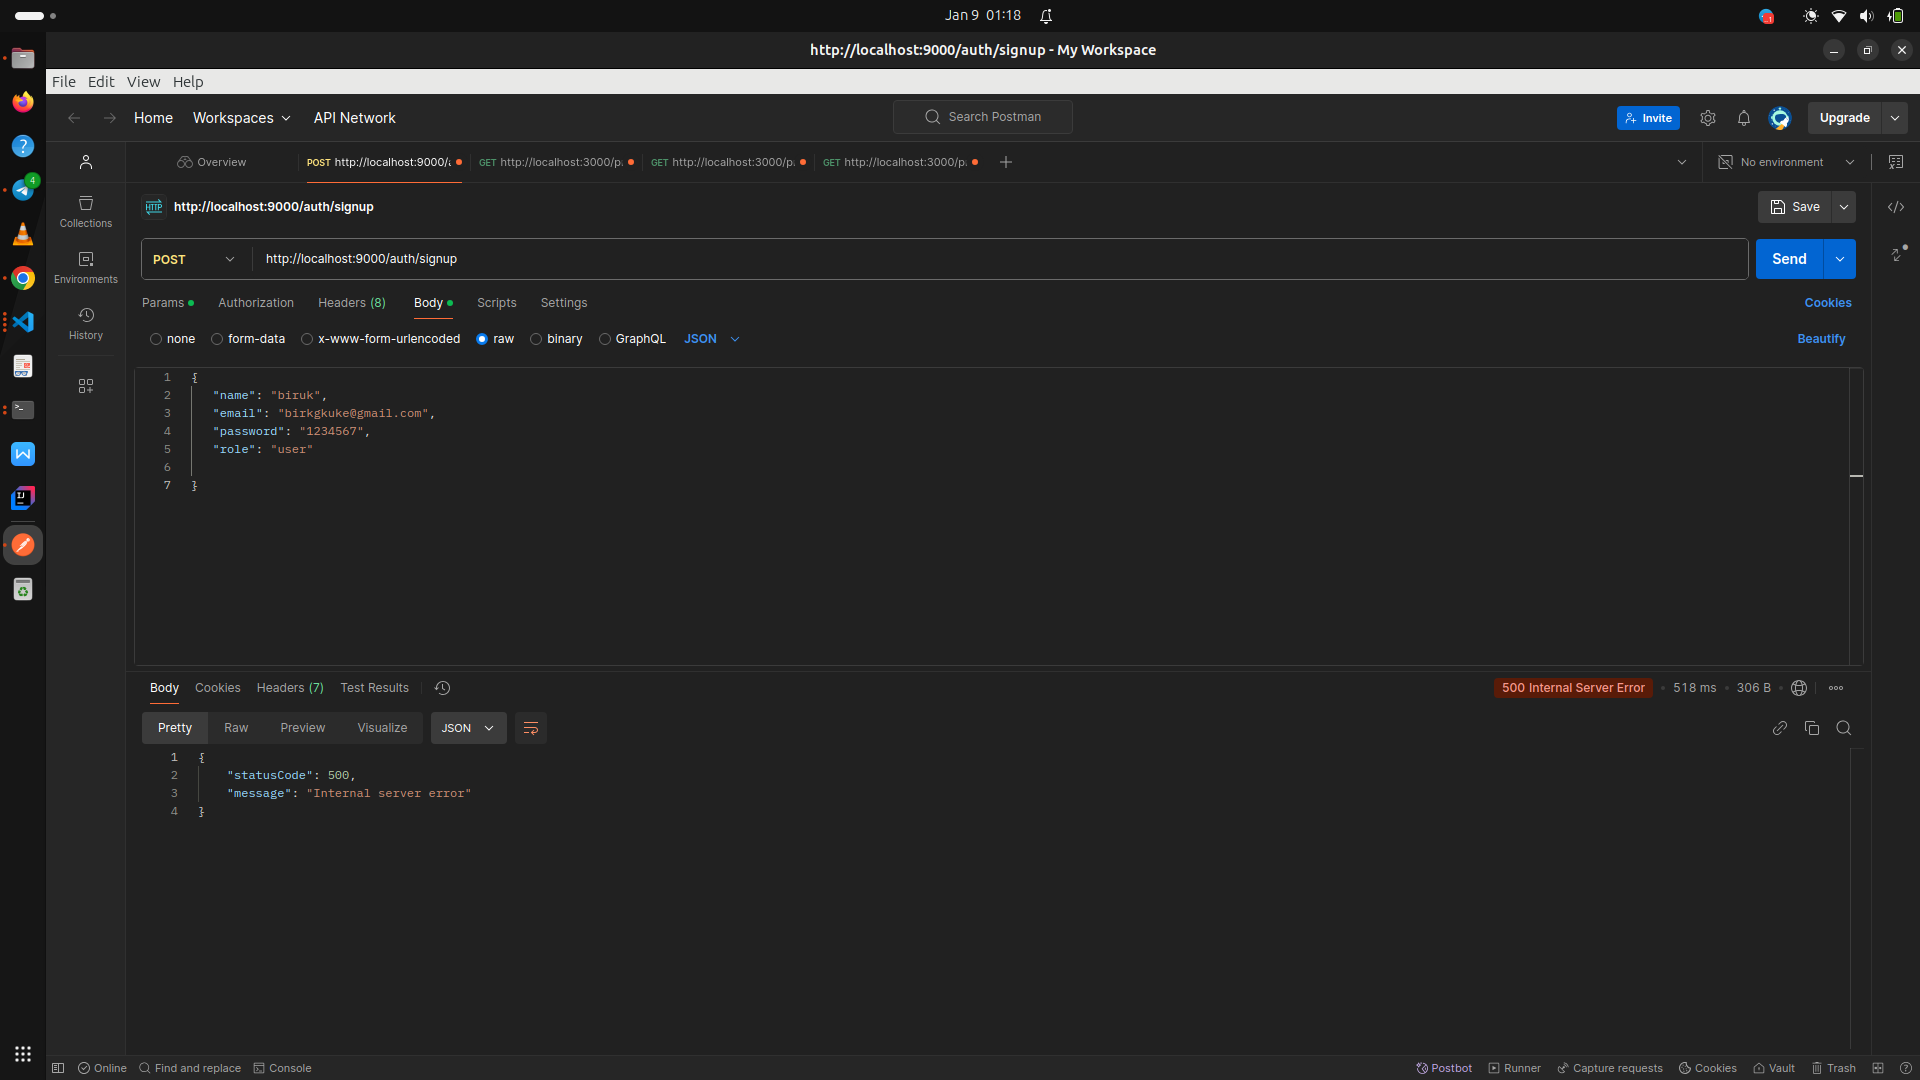 Jan 9 01:18
http://localhost:9000/auth/signup - My Workspace
File Edit View Help
Home Workspaces API Network Search Postman Invite Upgrade
Overview POST http://localhost:9000/a GET http://localhost:3000/p GET http://localhost:3000/p GET http://localhost:3000/p No environment
HTTP http://localhost:9000/auth/signup Save
Collections
Environments
History
POST http://localhost:9000/auth/signup Send
Params Authorization Headers (8) Body Scripts Settings Cookies
none form-data x-www-form-urlencoded raw binary GraphQL JSON Beautify
1 {
2 "name": "biruk",
3 "email": "birkgkuke@gmail.com",
4 "password": "1234567",
5 "role": "user"
6
7 }
Body Cookies Headers (7) Test Results 500 Internal Server Error 518 ms 306 B
Pretty Raw Preview Visualize JSON
1 {
2 "statusCode": 500,
3 "message": "Internal server error"
4 }
Online Find and replace Console Postbot Runner Capture requests Cookies Vault Trash
4